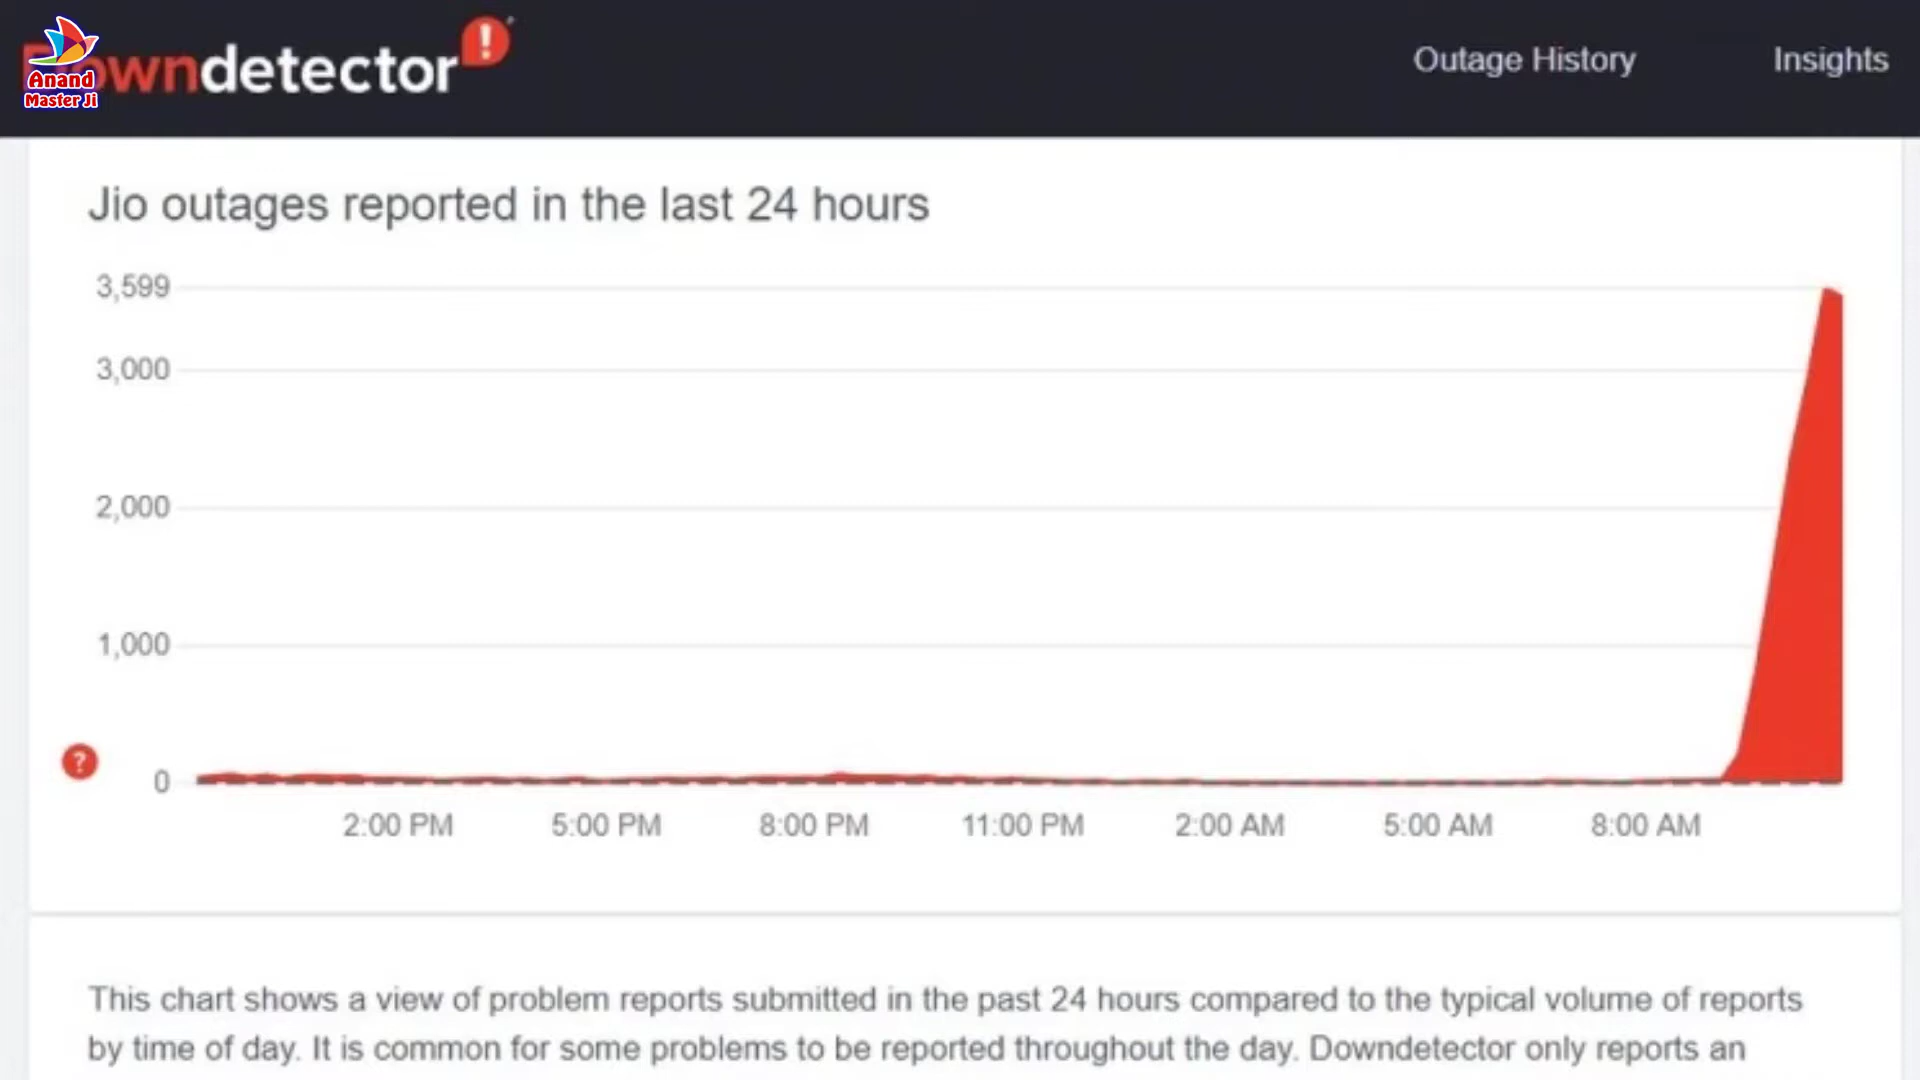 Downdetector
Anand
Master Ji
Outage History
Insights
Jio outages reported in the last 24 hours
3,599
3,000
2,000
1,000
0
2:00 PM
5:00 PM
8:00 PM
11:00 PM
2:00 AM
5:00 AM
8:00 AM
This chart shows a view of problem reports submitted in the past 24 hours compared to the typical volume of reports
by time of day. It is common for some problems to be reported throughout the day. Downdetector only reports an